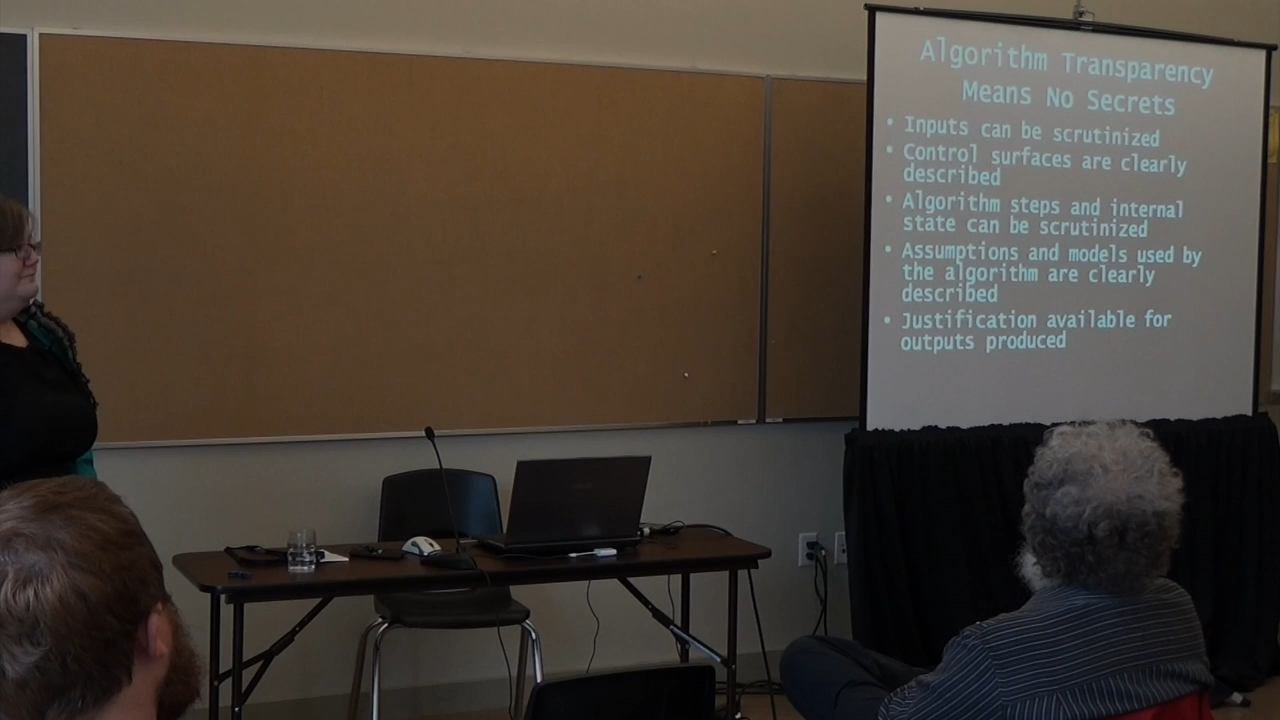 Algorithm Transparency
Means No Secrets
• Inputs can be scrutinized
• Control surfaces are clearly
described
• Algorithm steps and internal
state can be scrutinized
• Assumptions and models used by
the algorithm are clearly
described
• Justification available for
outputs produced